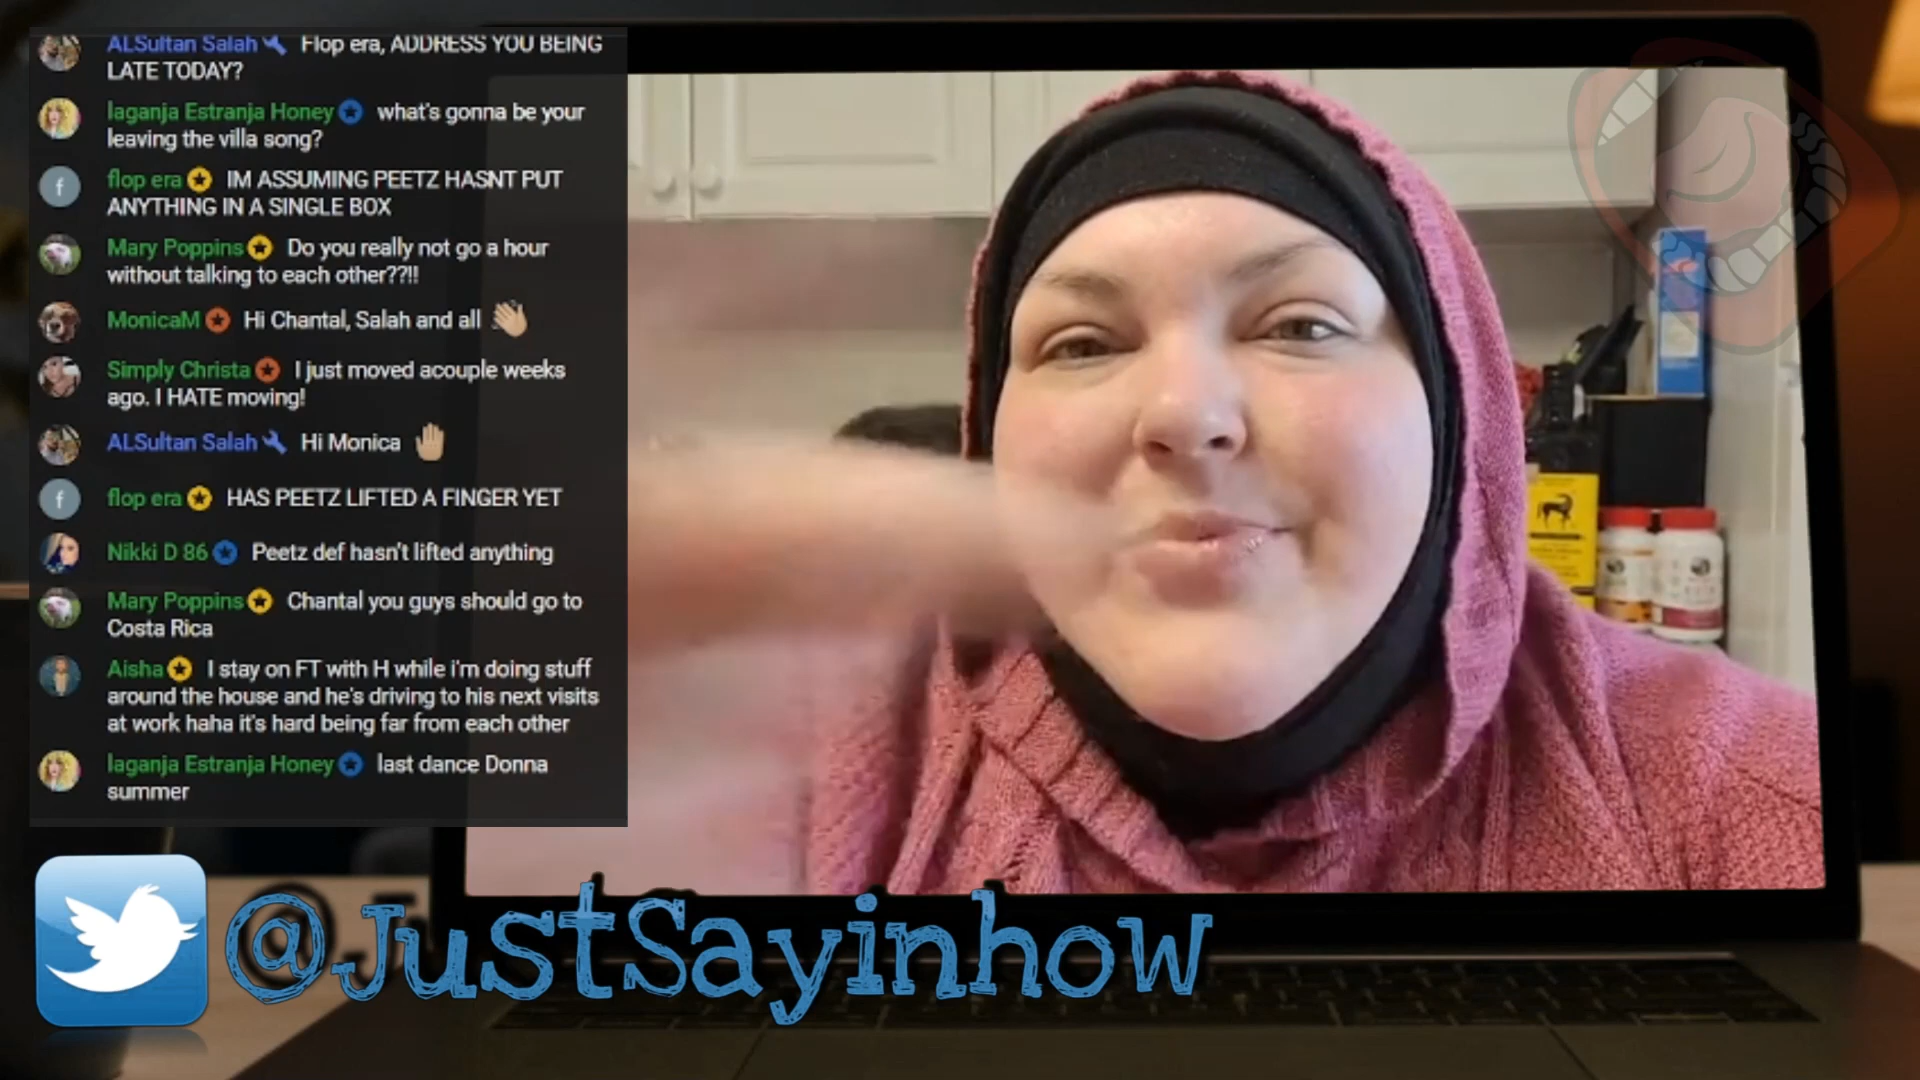 ALSultan Salah Flop era, ADDRESS YOU BEING
LATE TODAY?
laganja Estranja Honey what's gonna be your
leaving the villa song?
f
flop era IM ASSUMING PEETZ HASNT PUT
ANYTHING IN A SINGLE BOX
Mary Poppins Do you really not go a hour
without talking to each other??!!
MonicaM Hi Chantal, Salah and all
Simply Christa I just moved acouple weeks
ago. I HATE moving!
ALSultan Salah Hi Monica
f
flop era HAS PEETZ LIFTED A FINGER YET
Nikki D 86 Peetz def hasn't lifted anything
Mary Poppins Chantal you guys should go to
Costa Rica
Aisha I stay on FT with H while i'm doing stuff
around the house and he's driving to his next visits
at work haha it's hard being far from each other
laganja Estranja Honey last dance Donna
summer
@JustSayinhow